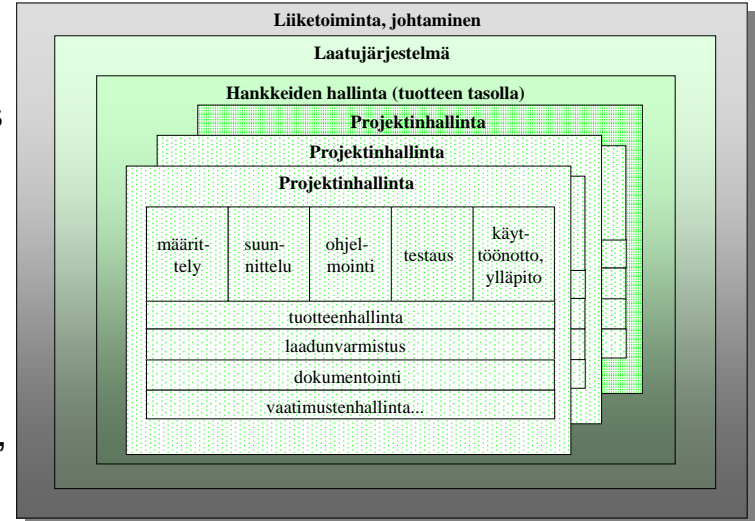 Liiketoiminta, johtaminen
Laatujärjestelmä
Hankkeiden hallinta (tuotteen tasolla)
Projektinhallinta
Projektinhallinta
Projektinhallinta
määrit-
tely
suun-
nittelu
ohjel-
mointi
testaus
käyt-
töönotto,
ylläpito
tuotteenhallinta
laadunvarmistus
dokumentointi
vaatimustenhallinta...